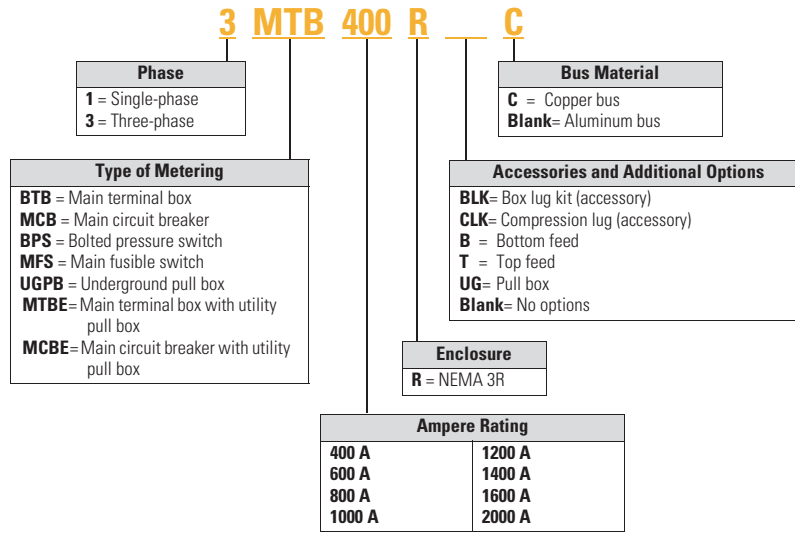 3 MTB 400 R __ C
Phase
1 = Single-phase
3 = Three-phase
Bus Material
C = Copper bus
Blank= Aluminum bus
Type of Metering
BTB = Main terminal box
MCB = Main circuit breaker
BPS = Bolted pressure switch
MFS = Main fusible switch
UGPB = Underground pull box
MTBE= Main terminal box with utility
pull box
MCBE= Main circuit breaker with utility
pull box
Accessories and Additional Options
BLK= Box lug kit (accessory)
CLK= Compression lug (accessory)
B = Bottom feed
T = Top feed
UG= Pull box
Blank= No options
Enclosure
R = NEMA 3R
Ampere Rating
400 A
600 A
800 A
1000 A
1200 A
1400 A
1600 A
2000 A